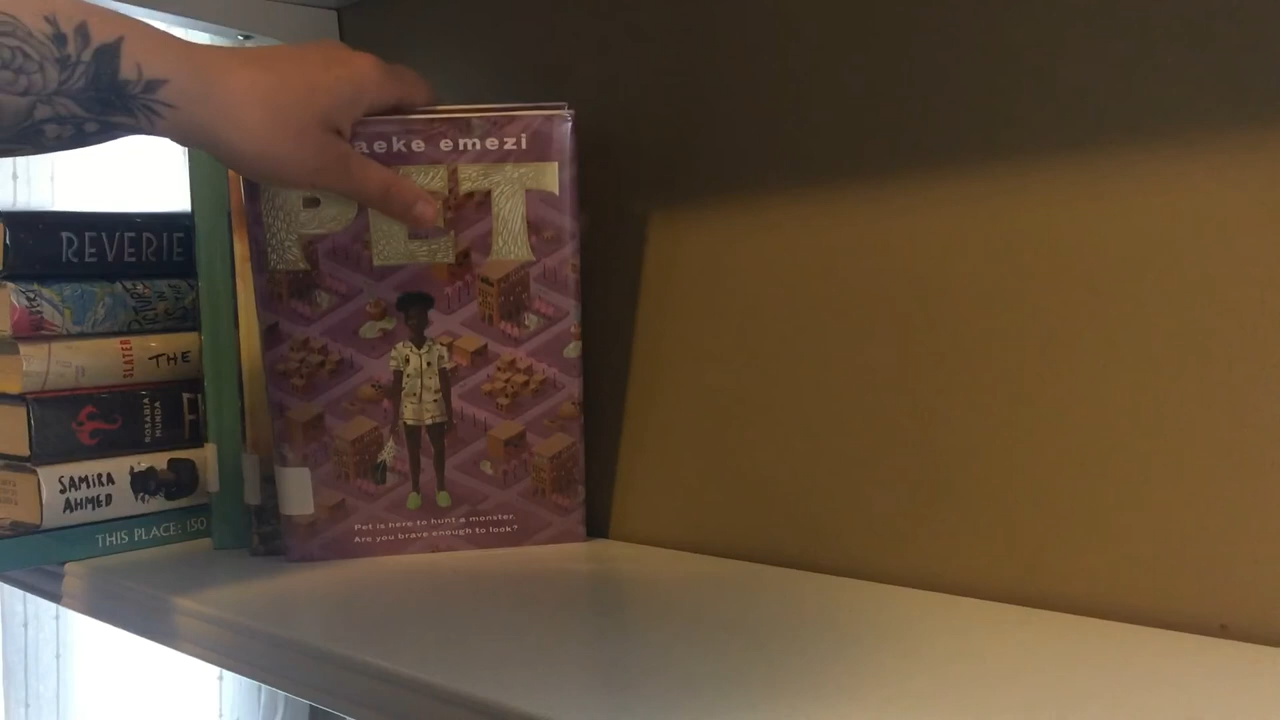 aeke emezi
PET
Pet is here to hunt a monster.
Are you brave enough to look?
REVERIE
SLATER THE
ROSARIA
MUNDA
SAMIRA
AHMED
THIS PLACE: 150